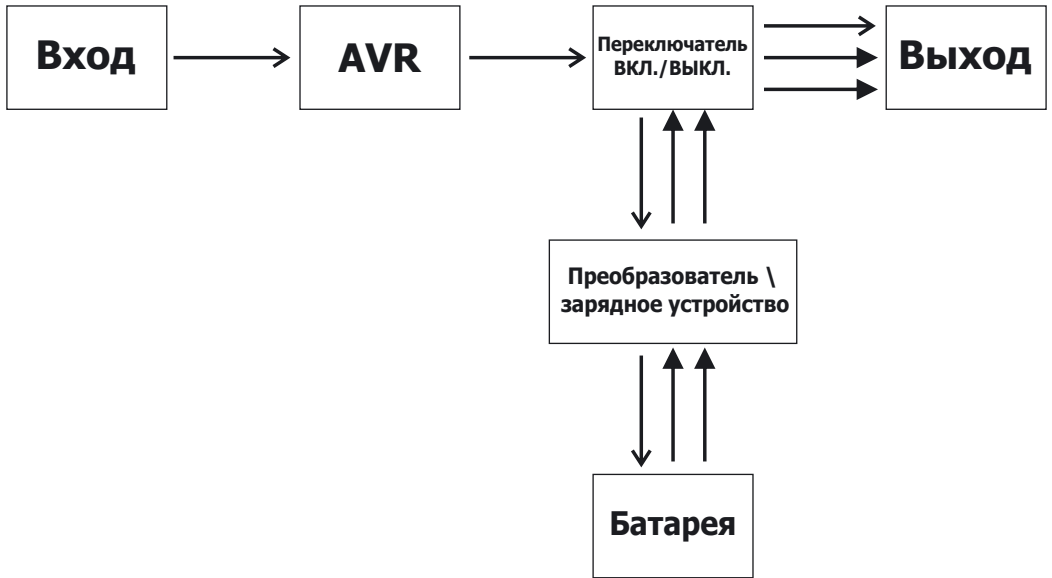 Вход
AVR
Переключатель
ВКЛ./ВЫКЛ.
Выход
Преобразователь \
зарядное устройство
Батарея